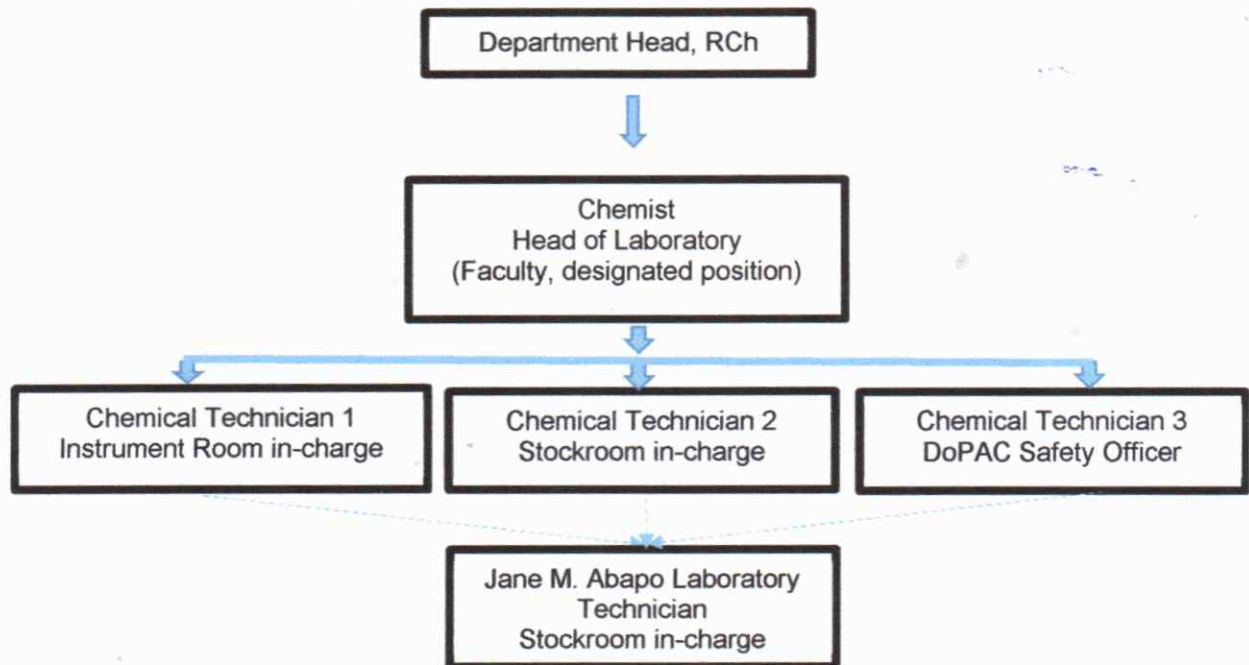 Department Head, RCh
Chemist
Head of Laboratory
(Faculty, designated position)
Chemical Technician 1
Instrument Room in-charge
Chemical Technician 2
Stockroom in-charge
Chemical Technician 3
DoPAC Safety Officer
Jane M. Abapo Laboratory
Technician
Stockroom in-charge